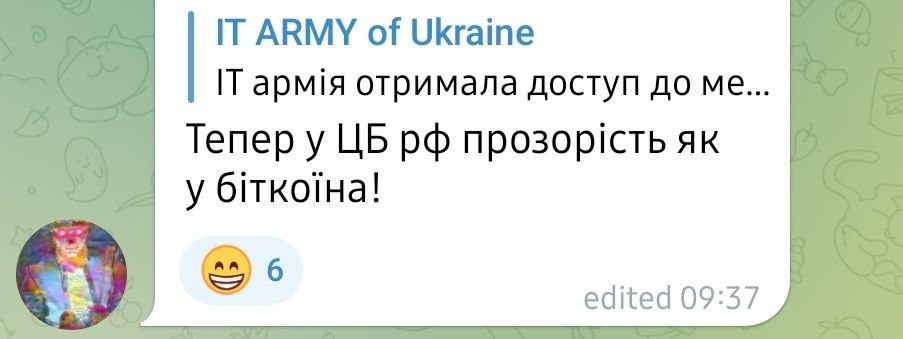 IT ARMY of Ukraine
ІТ армія отримала доступ до ме...
Тепер у ЦБ рф прозорість як
у біткоїна!
😁 6
edited 09:37